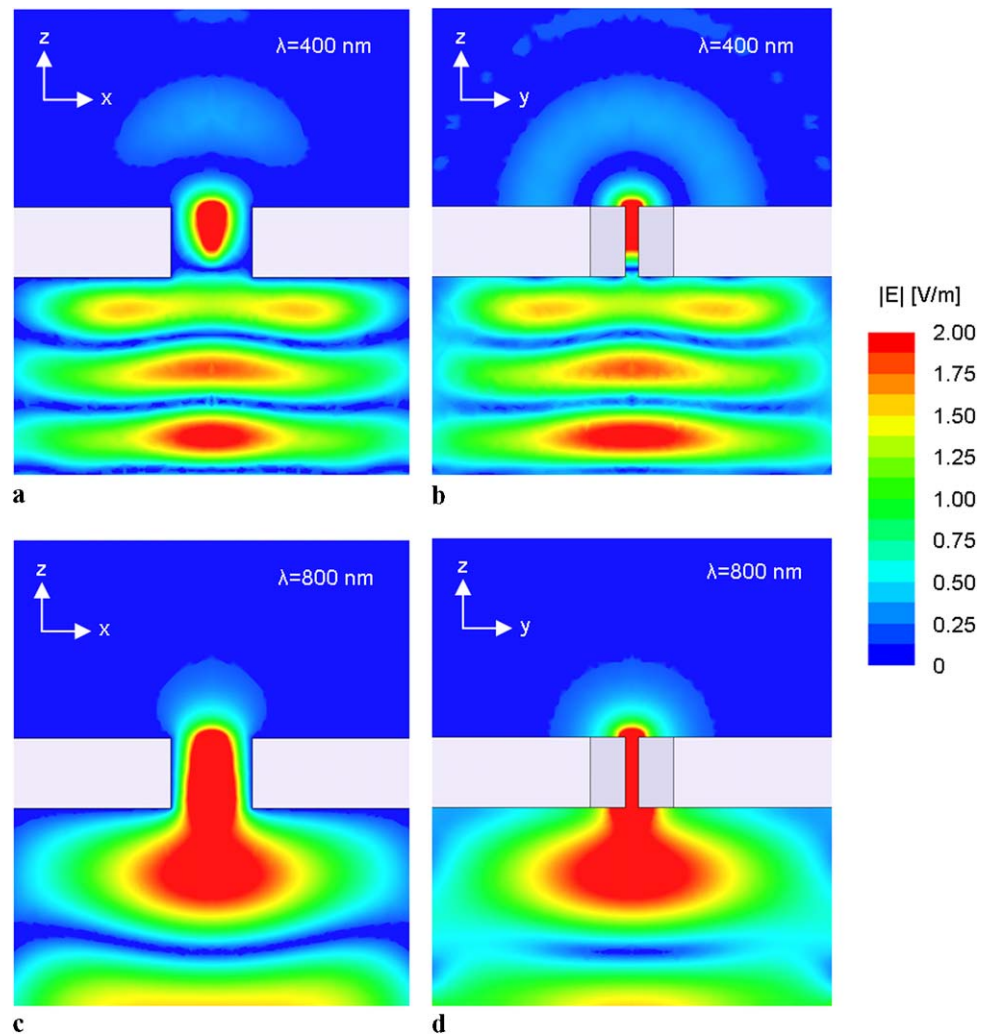 z
λ=400 nm
x
a
z
λ=400 nm
y
b
|E| [V/m]
2.00
1.75
1.50
1.25
1.00
0.75
0.50
0.25
0
z
λ=800 nm
x
c
z
λ=800 nm
y
d